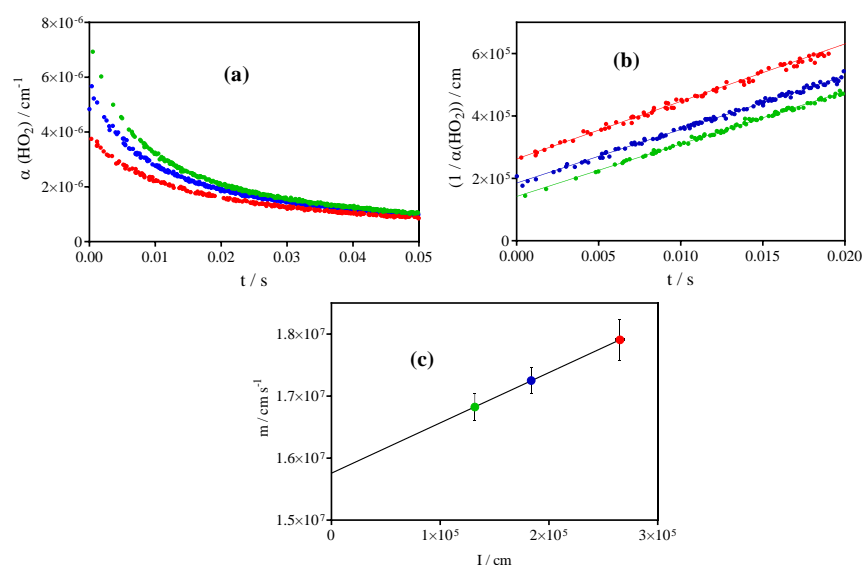 (a)
8×10⁻⁶
6×10⁻⁶
4×10⁻⁶
2×10⁻⁶
0
α (HO₂) / cm⁻¹
0.00 0.01 0.02 0.03 0.04 0.05
t / s
(b)
6×10⁵
4×10⁵
2×10⁵
0
(1 / α(HO₂)) / cm
0.000 0.005 0.010 0.015 0.020
t / s
(c)
1.8×10⁷
1.7×10⁷
1.6×10⁷
1.5×10⁷
m / cm s⁻¹
0 1×10⁵ 2×10⁵ 3×10⁵
I / cm